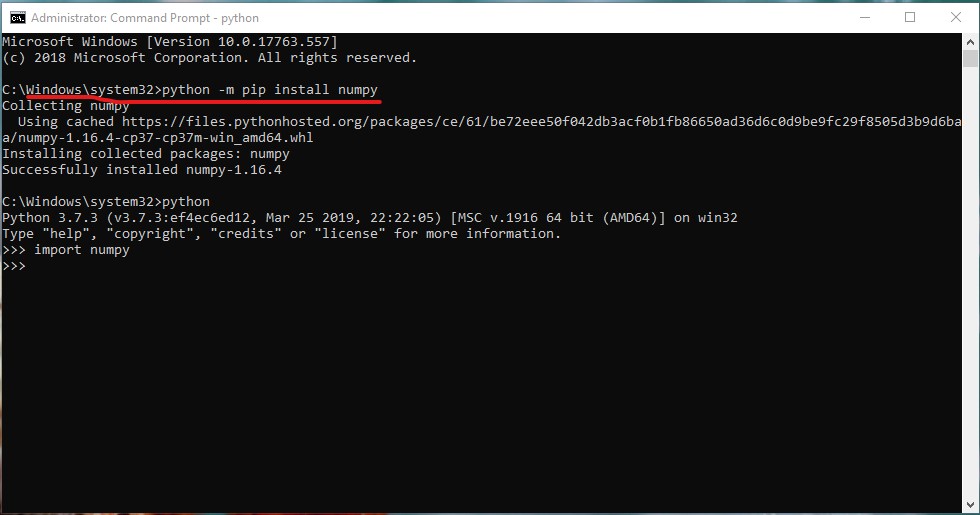 Administrator: Command Prompt - python
Microsoft Windows [Version 10.0.17763.557]
(c) 2018 Microsoft Corporation. All rights reserved.
C:\Windows\system32>python -m pip install numpy
Collecting numpy
Using cached https://files.pythonhosted.org/packages/ce/61/be72eee50f042db3acf0b1fb86650ad36d6c0d9be9fc29f8505d3b9d6ba
a/numpy-1.16.4-cp37-cp37m-win_amd64.whl
Installing collected packages: numpy
Successfully installed numpy-1.16.4
C:\Windows\system32>python
Python 3.7.3 (v3.7.3:ef4ec6ed12, Mar 25 2019, 22:22:05) [MSC v.1916 64 bit (AMD64)] on win32
Type "help", "copyright", "credits" or "license" for more information.
>>> import numpy
>>>